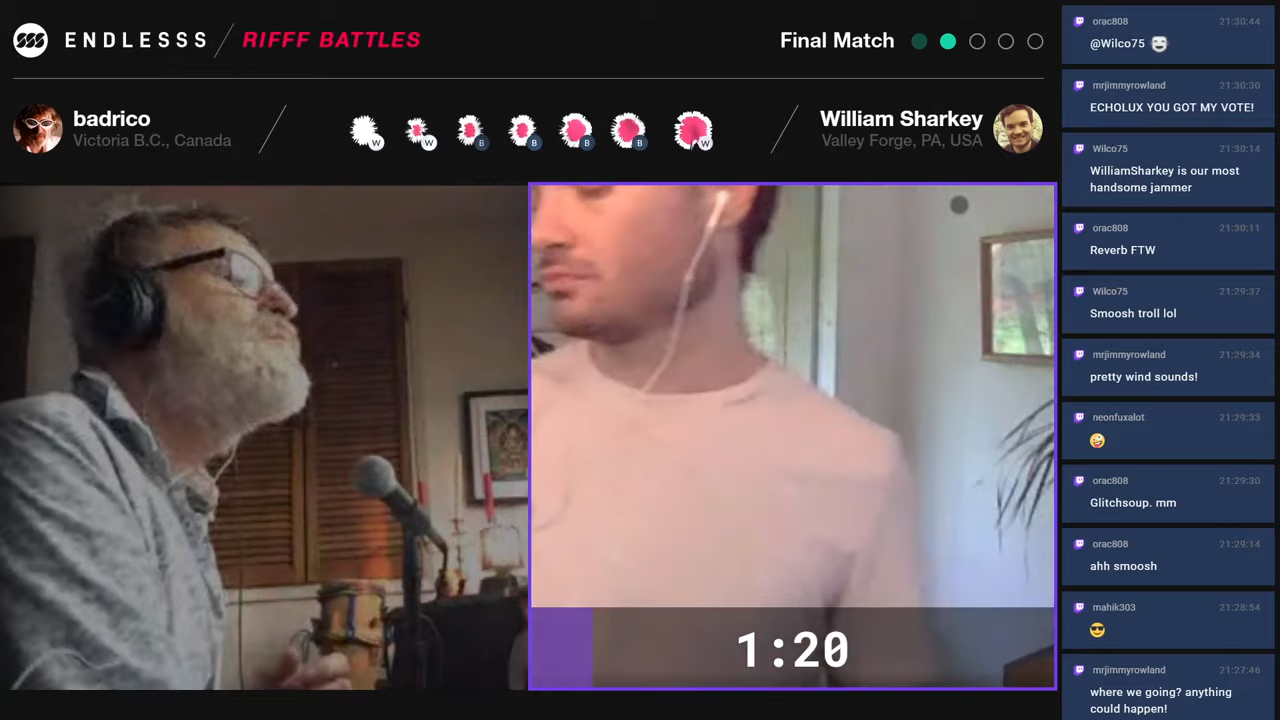 ENDLESSS / RIFFF BATTLES
Final Match
badrico
Victoria B.C., Canada
W
W
B
B
B
B
W
William Sharkey
Valley Forge, PA, USA
1:20
orac808 21:30:44
@Wilco75
mrjimmyrowland 21:30:30
ECHOLUX YOU GOT MY VOTE!
Wilco75 21:30:14
WilliamSharkey is our most
handsome jammer
orac808 21:30:11
Reverb FTW
Wilco75 21:29:37
Smoosh troll lol
mrjimmyrowland 21:29:34
pretty wind sounds!
neonfuxalot 21:29:33
orac808 21:29:30
Glitchsoup. mm
orac808 21:29:14
ahh smoosh
mahik303 21:28:54
mrjimmyrowland 21:27:46
where we going? anything
could happen!